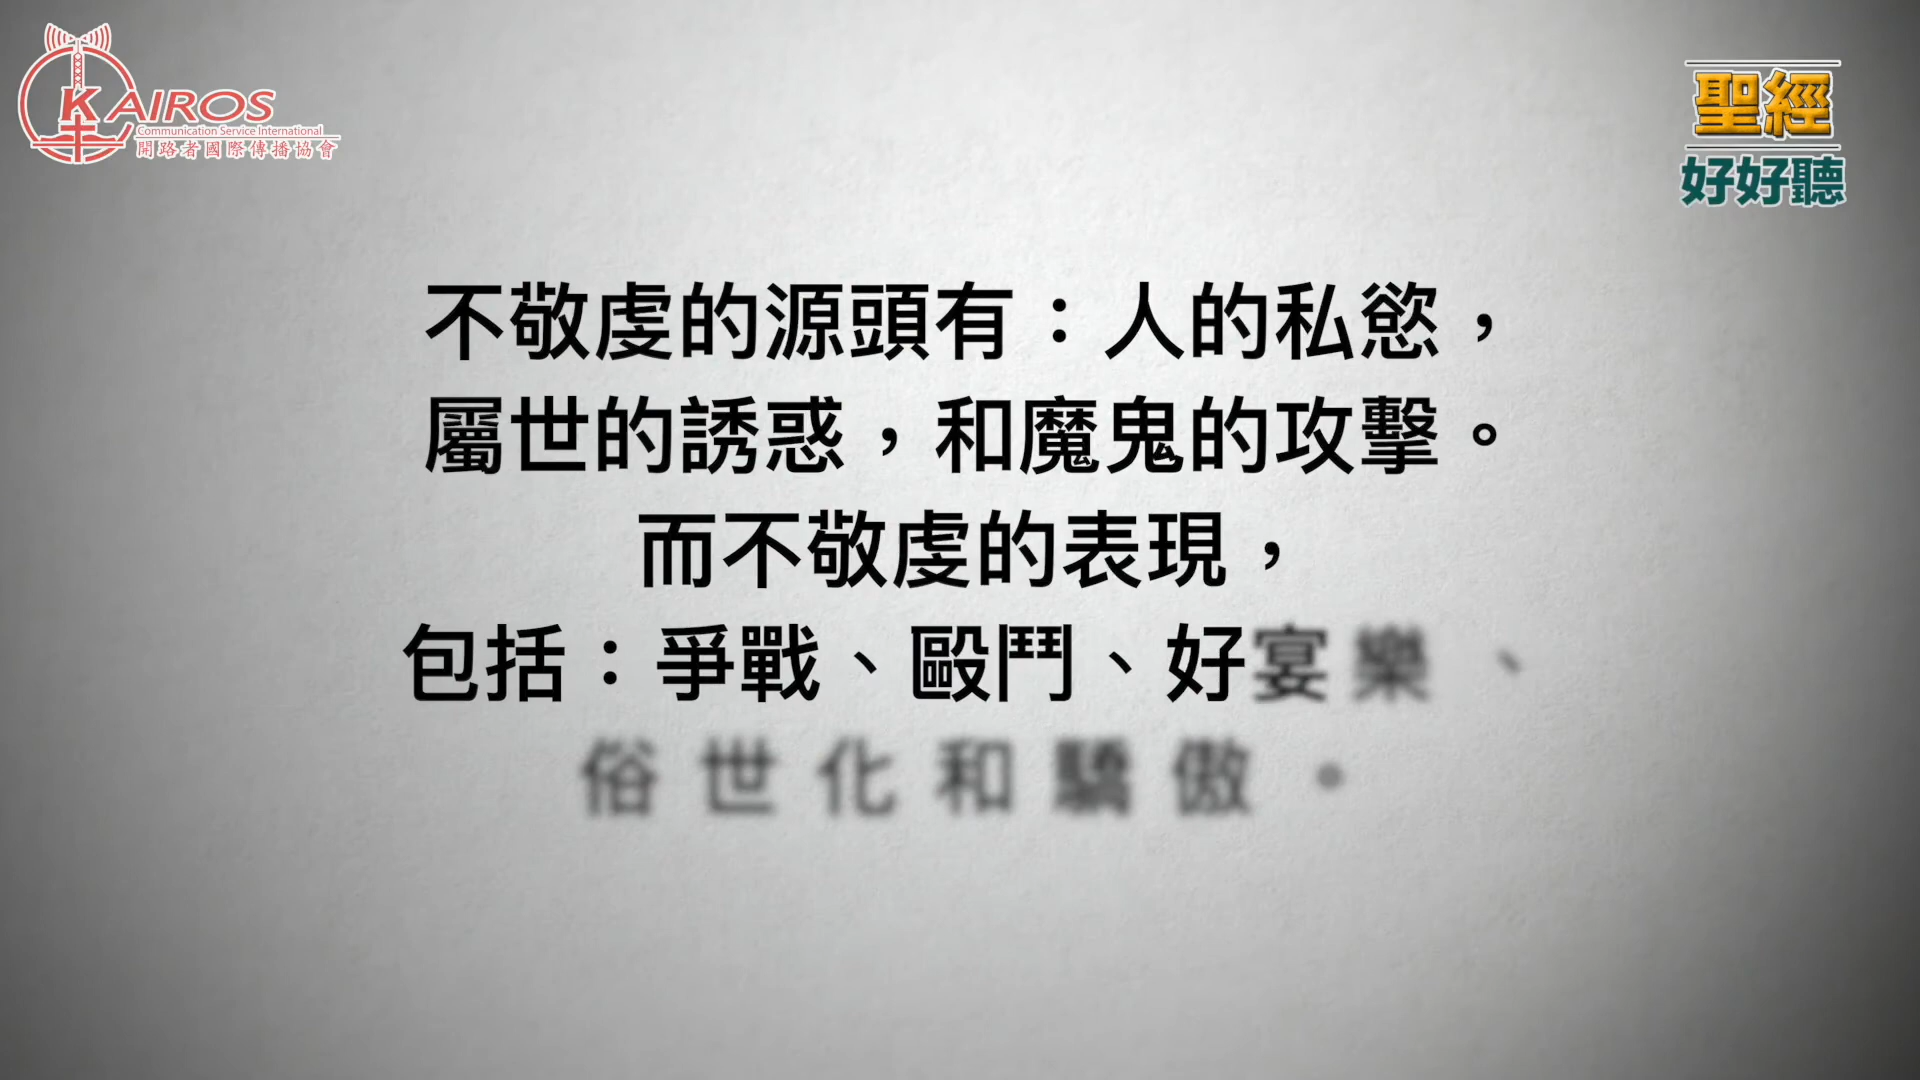 KAIROS
Communication Service International
開路者國際傳播協會
聖經
好好聽
不敬虔的源頭有：人的私慾，
屬世的誘惑，和魔鬼的攻擊。
而不敬虔的表現，
包括：爭戰、毆鬥、好宴樂、
俗世化和驕傲。